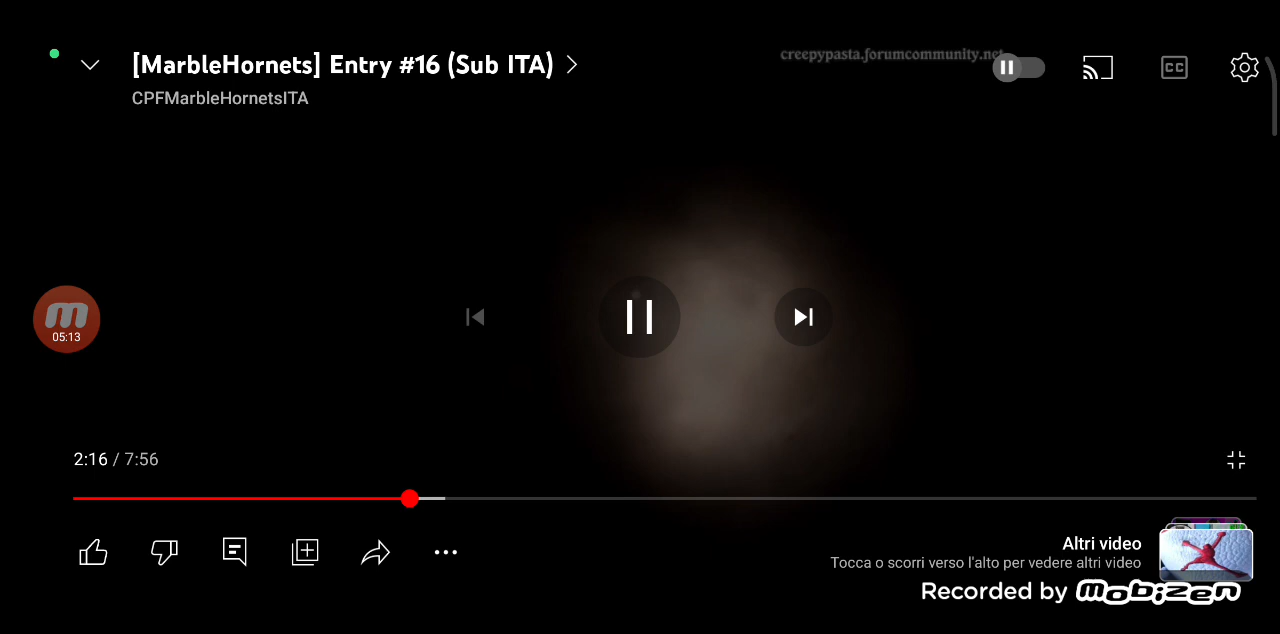 [MarbleHornets] Entry #16 (Sub ITA)
creepypasta.forumcommunity.net
CPFMarbleHornetsITA
CC
m
05:13
2:16 / 7:56
Altri video
Tocca o scorri verso l'alto per vedere altri video
Recorded by mobizen